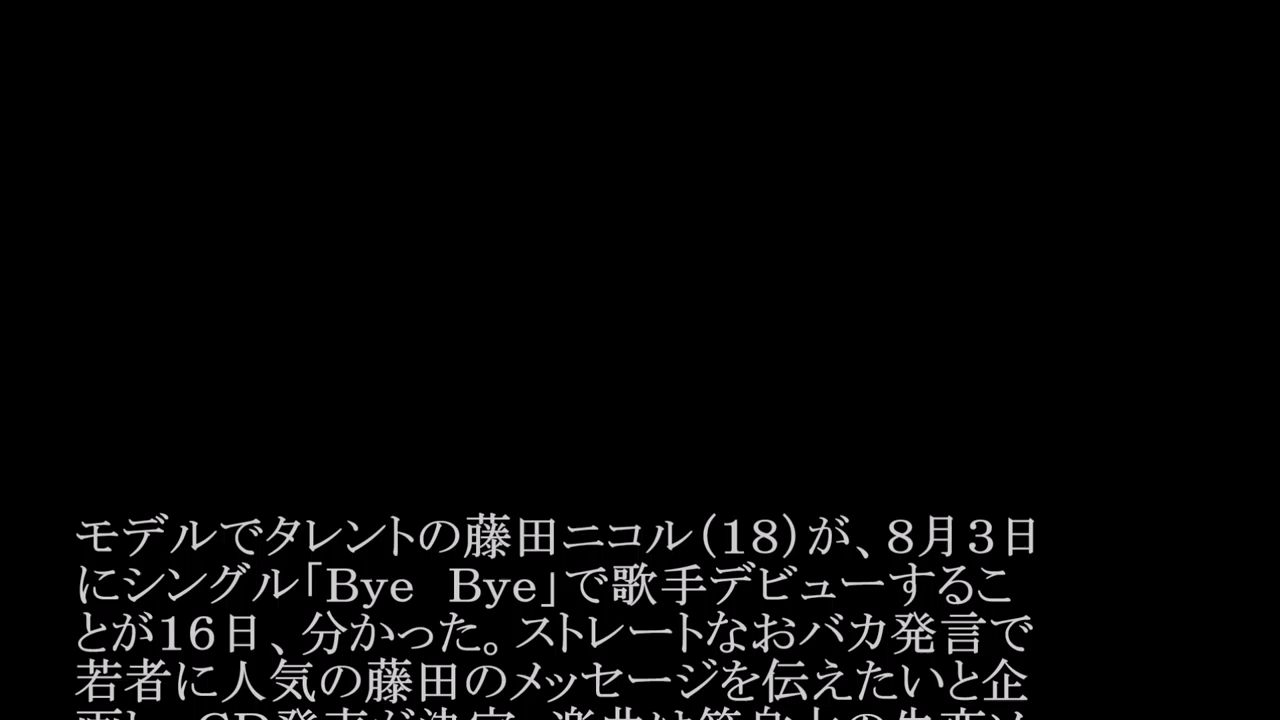 モデルでタレントの藤田ニコル（１８）が、８月３日
にシングル「Ｂｙｅ　Ｂｙｅ」で歌手デビューするこ
とが１６日、分かった。ストレートなおバカ発言で
若者に人気の藤田のメッセージを伝えたいと企